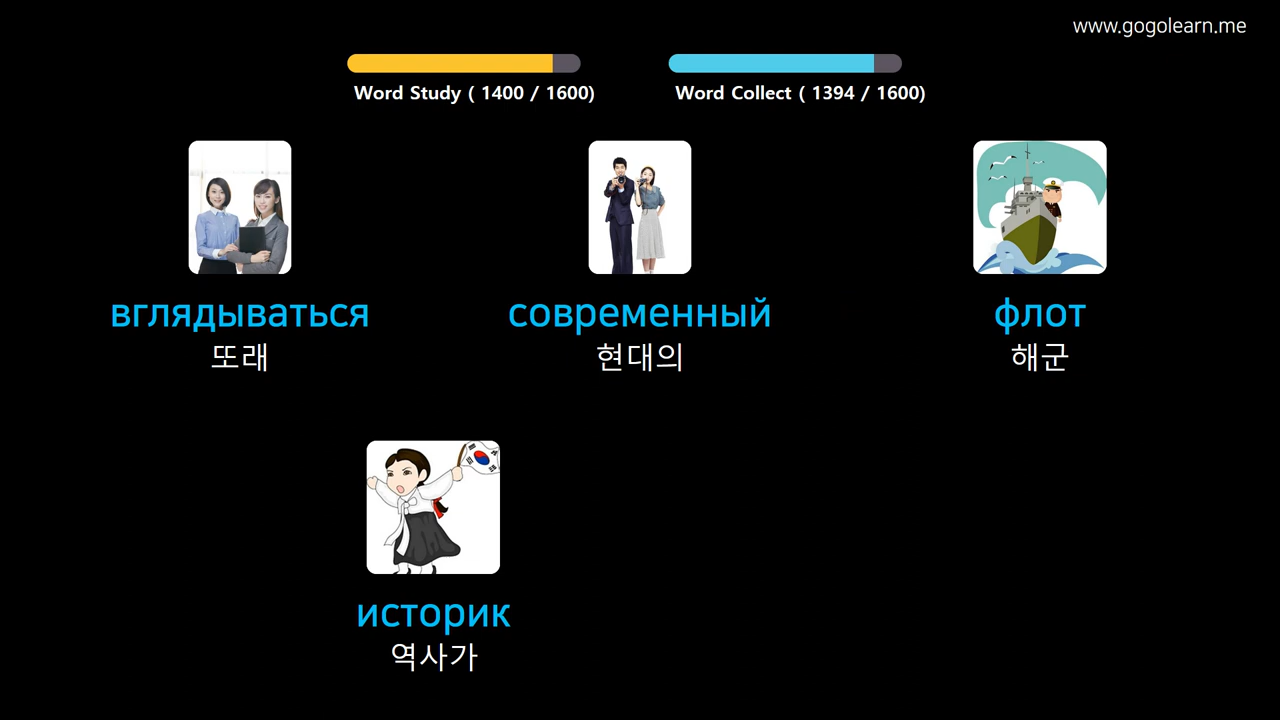 www.gogolearn.me
Word Study ( 1400 / 1600)
Word Collect ( 1394 / 1600)
вглядываться
또래
современный
현대의
флот
해군
историк
역사가